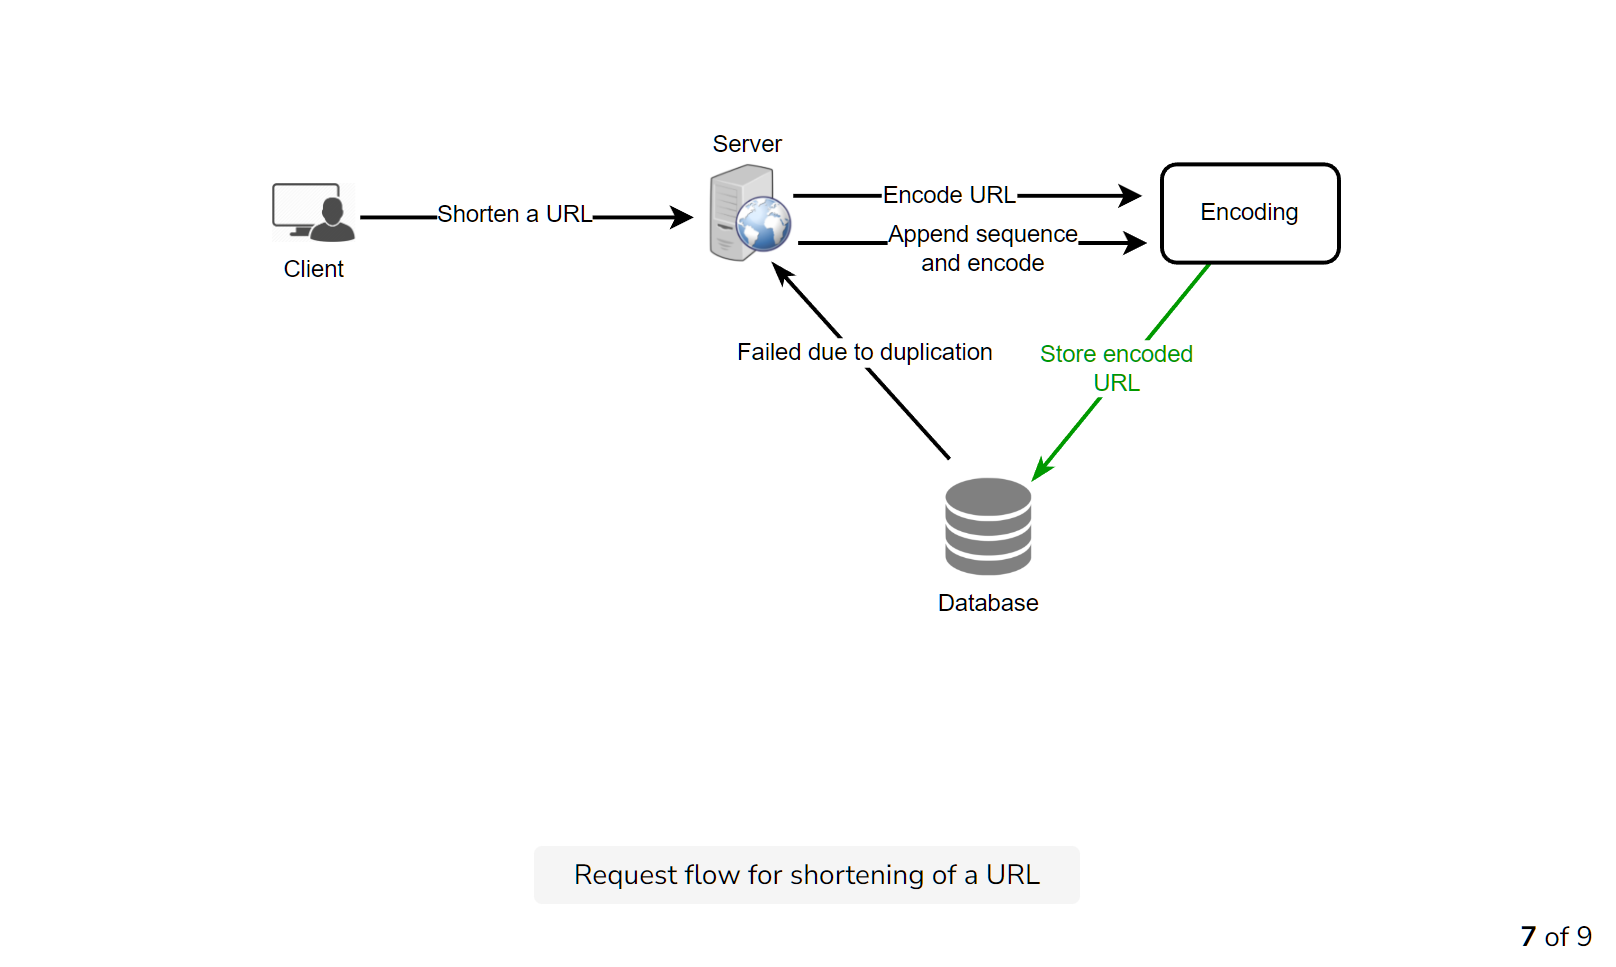 Server
Encode URL
Encoding
Shorten a URL
Append sequence
and encode
Client
Failed due to duplication
Store encoded
URL
Database
Request flow for shortening of a URL
7 of 9